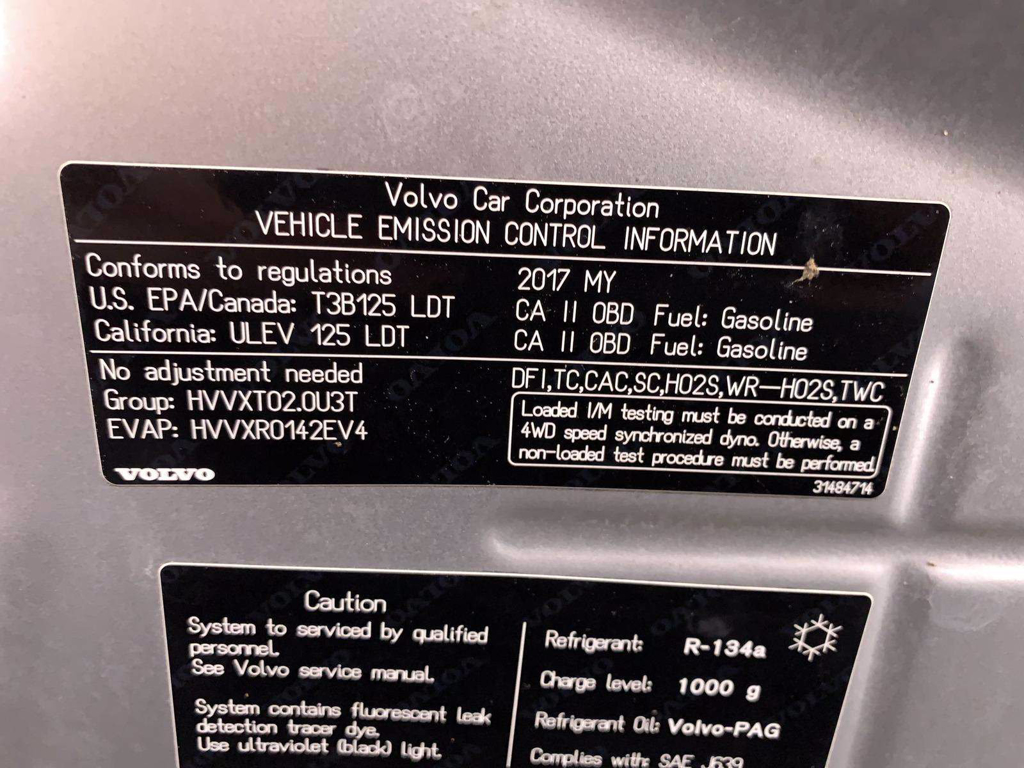 Volvo Car Corporation
VEHICLE EMISSION CONTROL INFORMATION
Conforms to regulations 2017 MY
U.S. EPA/Canada: T3B125 LDT CA II OBD Fuel: Gasoline
California: ULEV 125 LDT CA II OBD Fuel: Gasoline
No adjustment needed DFI,TC,CAC,SC,HO2S,WR-HO2S,TWC
Group: HVVXT02.0U3T
EVAP: HVVXR0142EV4
Loaded I/M testing must be conducted on a
4WD speed synchronized dyno. Otherwise, a
non-loaded test procedure must be performed.
VOLVO
31484714
Caution
System to serviced by qualified
personnel.
See Volvo service manual.
System contains fluorescent leak
detection tracer dye.
Use ultraviolet (black) light.
Refrigerant: R-134a
Charge level: 1000 g
Refrigerant Oil: Volvo-PAG
Complies with: SAE J639